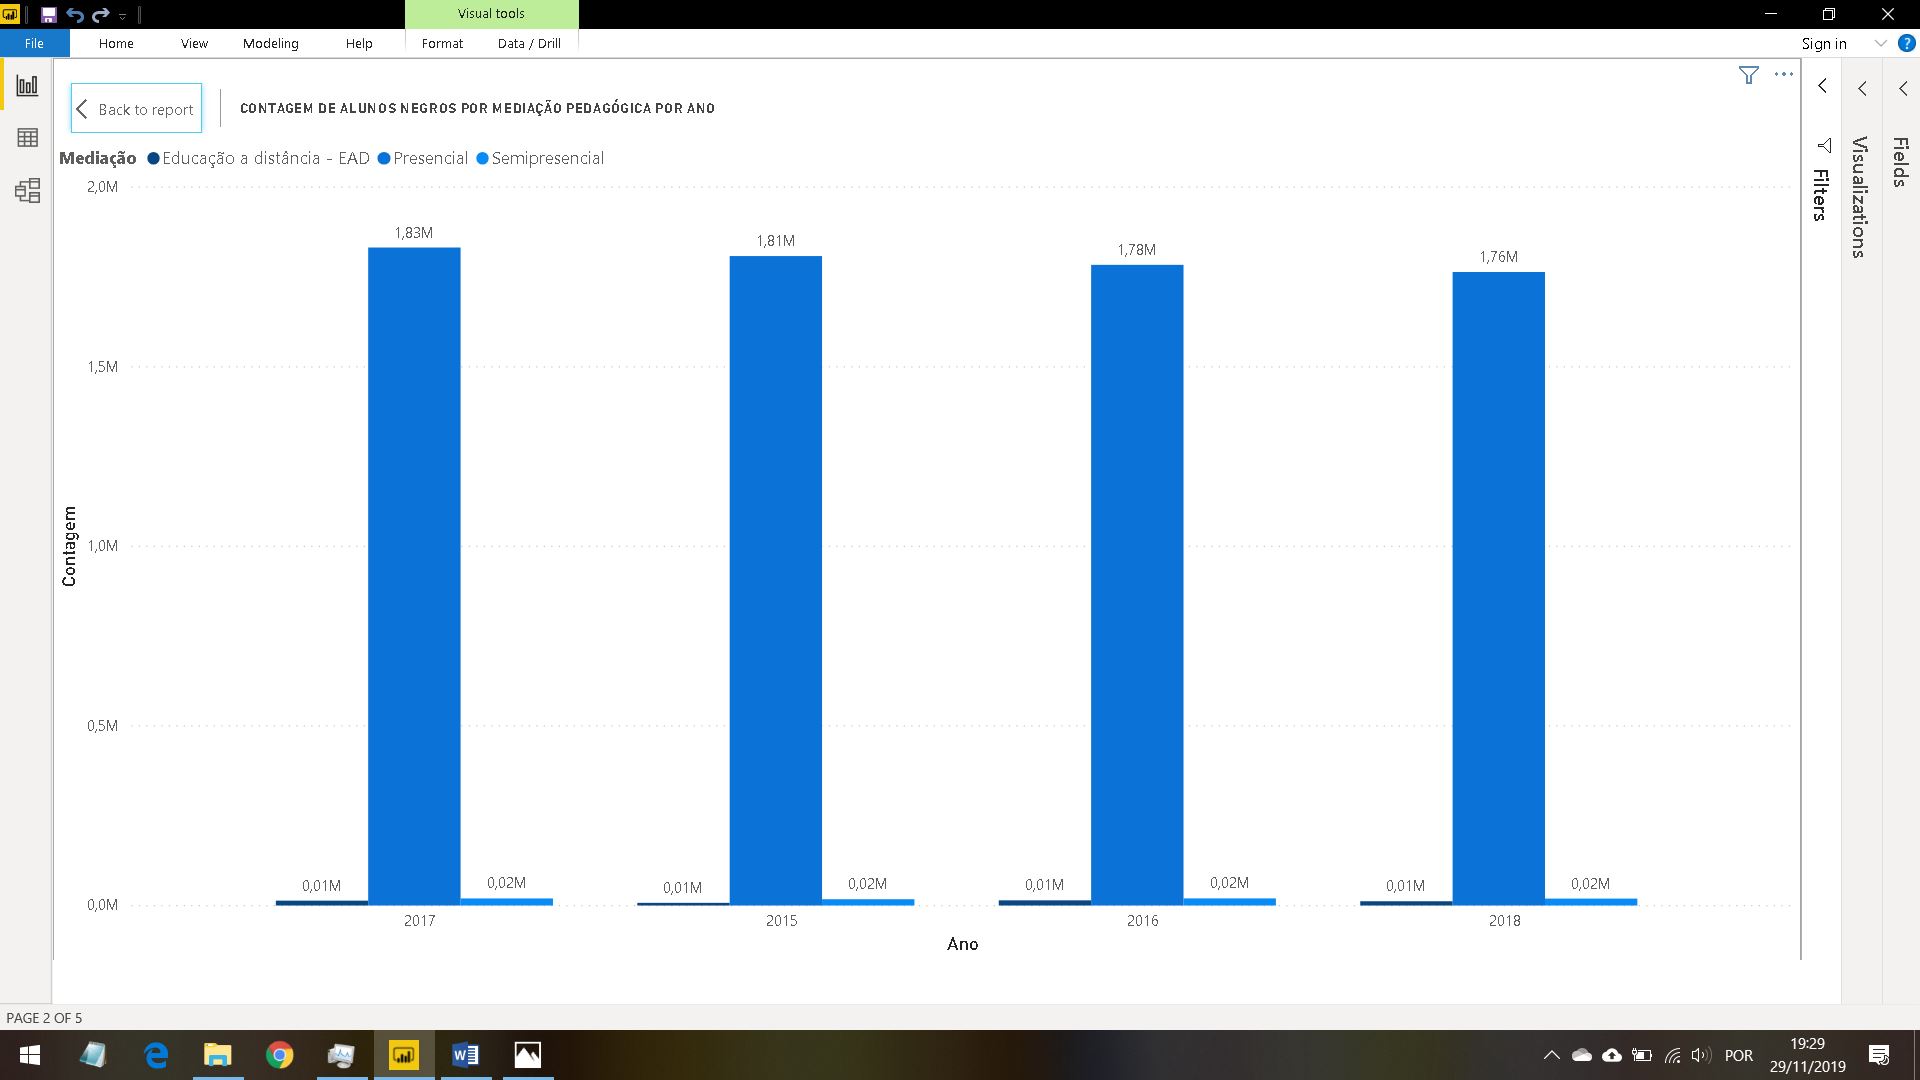 Visual tools
File Home View Modeling Help Format Data / Drill Sign in ?
Back to report
CONTAGEM DE ALUNOS NEGROS POR MEDIAÇÃO PEDAGÓGICA POR ANO
Mediação Educação a distância - EAD Presencial Semipresencial
2,0M
1,5M
1,0M
0,5M
0,0M
Contagem
1,83M
1,81M
1,78M
1,76M
0,01M
0,02M
0,01M
0,02M
0,01M
0,02M
0,01M
0,02M
2017 2015 2016 2018
Ano
Filters
Visualizations
Fields
PAGE 2 OF 5
POR
19:29
29/11/2019